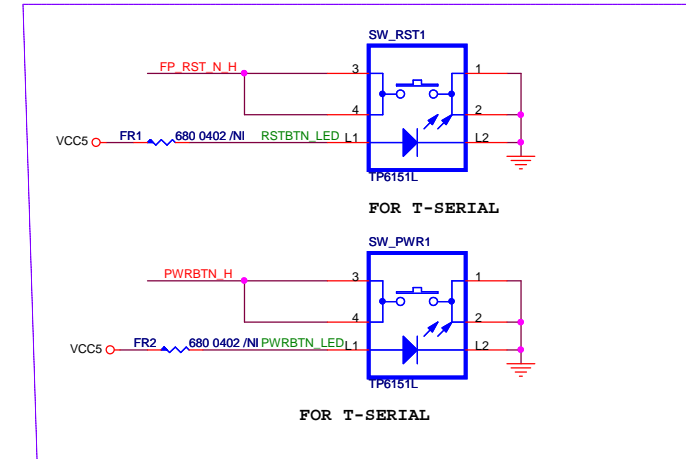 SW_RST1
FP_RST_N_H
3
1
4
2
VCC5
FR1
680 0402 /NI
RSTBTN_LED
L1
L2
TP6151L
FOR T-SERIAL
SW_PWR1
PWRBTN_H
3
1
4
2
VCC5
FR2
680 0402 /NI
PWRBTN_LED
L1
L2
TP6151L
FOR T-SERIAL